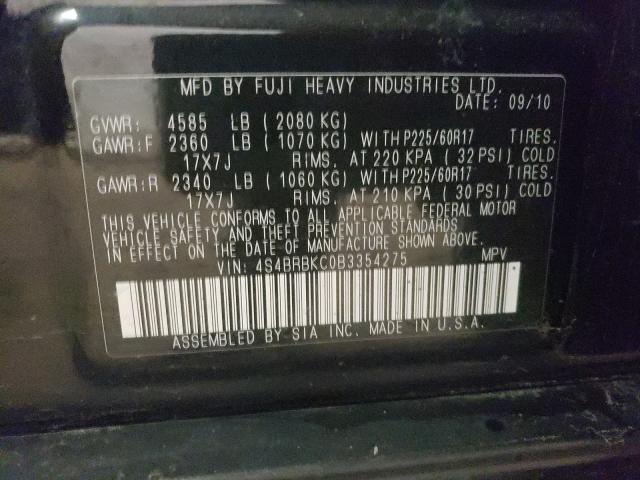 MFD BY FUJI HEAVY INDUSTRIES LTD.
DATE: 09/10
GVWR: 4585 LB ( 2080 KG)
GAWR:F 2360 LB ( 1070 KG) WITH P225/60R17 TIRES.
17X7J RIMS. AT 220 KPA ( 32 PSI) COLD
GAWR:R 2340 LB ( 1060 KG) WITH P225/60R17 TIRES.
17X7J RIMS. AT 210 KPA ( 30 PSI) COLD
THIS VEHICLE CONFORMS TO ALL APPLICABLE FEDERAL MOTOR
VEHICLE SAFETY AND THEFT PREVENTION STANDARDS
IN EFFECT ON THE DATE OF MANUFACTURE SHOWN ABOVE.
VIN: 4S4BRBKC0B3354275 MPV
ASSEMBLED BY SIA INC. MADE IN U.S.A.